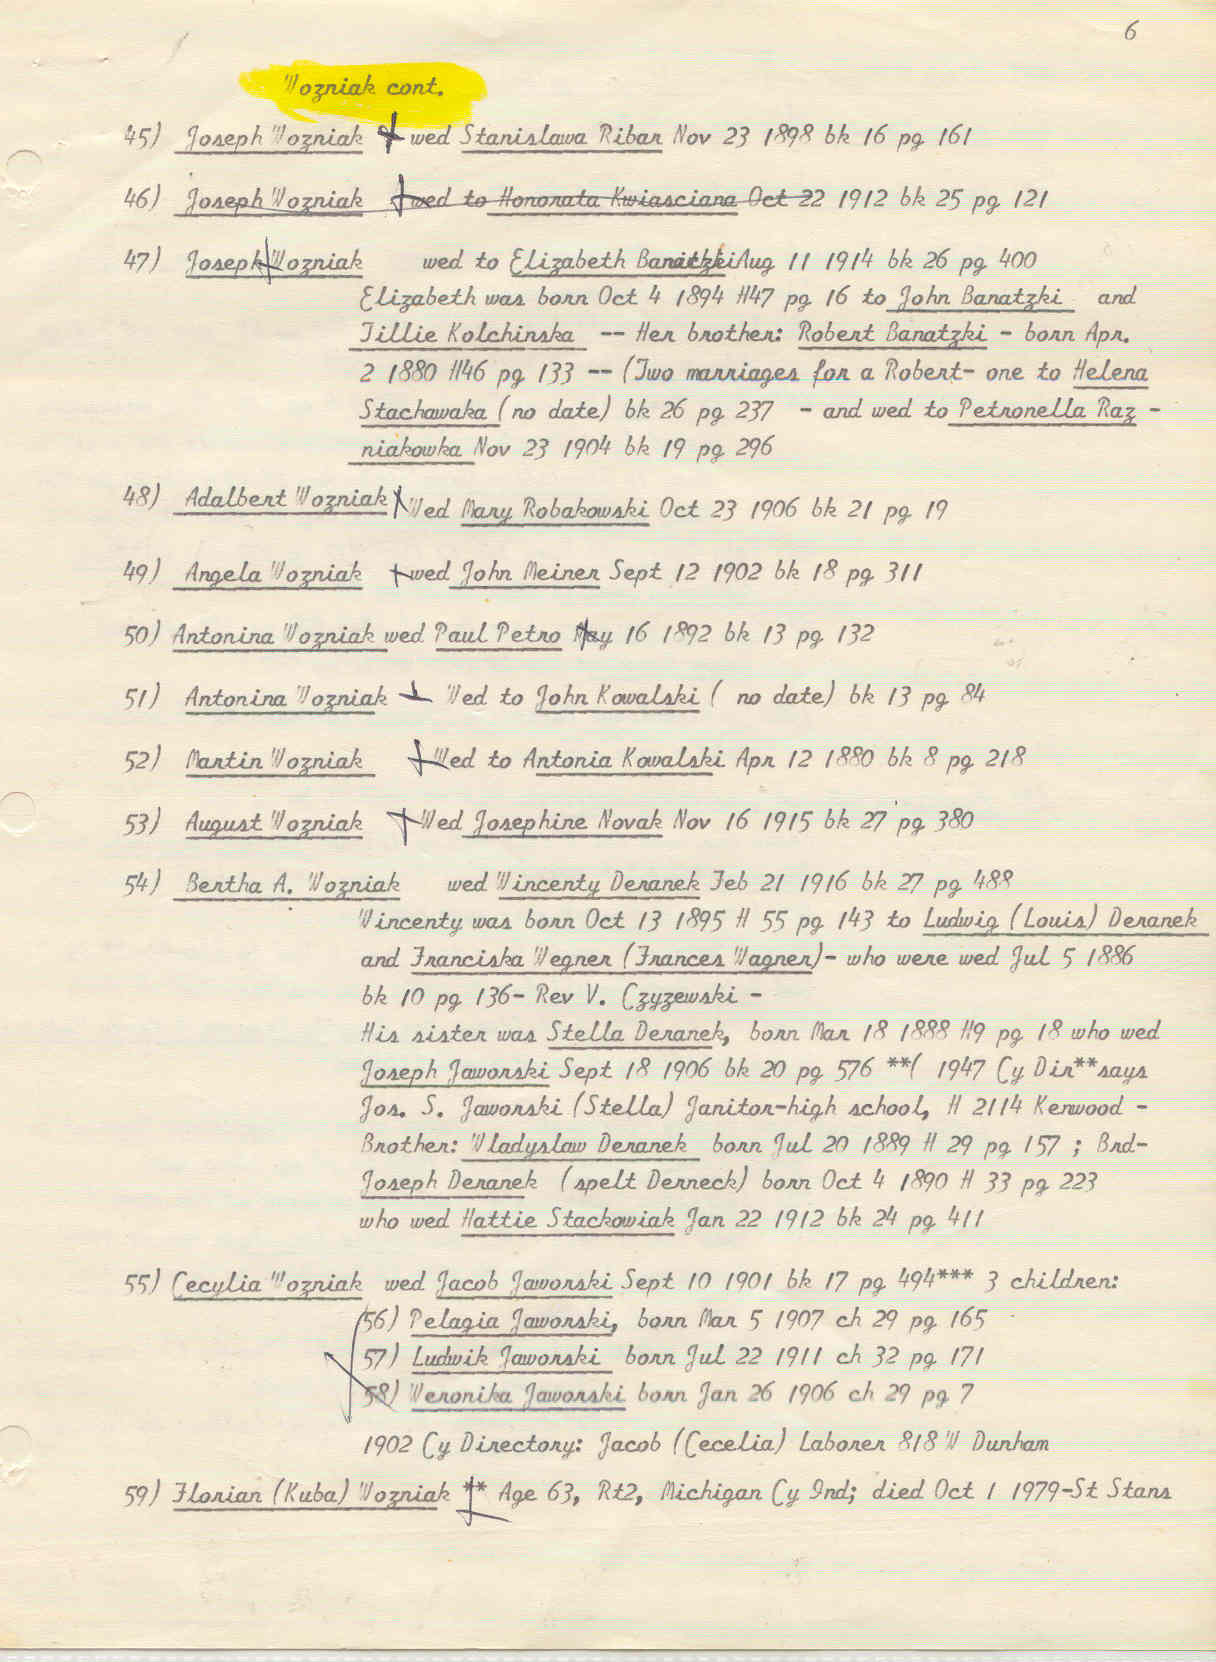 6
Wozniak cont.
45) Joseph Wozniak wed Stanislawa Ribar Nov 23 1898 bk 16 pg 161
46) Joseph Wozniak wed to Honorata Kwiasciana Oct 22 1912 bk 25 pg 121
47) Joseph Wozniak wed to Elizabeth Banatzki Aug 11 1914 bk 26 pg 400
Elizabeth was born Oct 4 1894 H47 pg 16 to John Banatzki and
Tillie Kolchinska -- Her brother: Robert Banatzki - born Apr.
2 1880 H46 pg 133 -- (Two marriages for a Robert- one to Helena
Stachawaka (no date) bk 26 pg 237 - and wed to Petronella Raz -
niakowka Nov 23 1904 bk 19 pg 296
48) Adalbert Wozniak Wed Mary Robakowski Oct 23 1906 bk 21 pg 19
49) Angela Wozniak wed John Meiner Sept 12 1902 bk 18 pg 311
50) Antonina Wozniak wed Paul Petro May 16 1892 bk 13 pg 132
51) Antonina Wozniak Wed to John Kowalski ( no date) bk 13 pg 84
52) Martin Wozniak Wed to Antonia Kowalski Apr 12 1880 bk 8 pg 218
53) August Wozniak Wed Josephine Novak Nov 16 1915 bk 27 pg 380
54) Bertha A. Wozniak wed Wincenty Deranek Feb 21 1916 bk 27 pg 488
Wincenty was born Oct 13 1895 H 55 pg 143 to Ludwig (Louis) Deranek
and Franciska Wegner (Frances Wagner)- who were wed Jul 5 1886
bk 10 pg 136- Rev V. Czyzewski -
His sister was Stella Deranek, born Mar 18 1888 H9 pg 18 who wed
Joseph Jaworski Sept 18 1906 bk 20 pg 576 **( 1947 Cy Dir**says
Jos. S. Jaworski (Stella) Janitor-high school, H 2114 Kenwood -
Brother: Wladyslaw Deranek born Jul 20 1889 H 29 pg 157 ; Brd-
Joseph Deranek (spelt Derneck) born Oct 4 1890 H 33 pg 223
who wed Hattie Stackowiak Jan 22 1912 bk 24 pg 411
55) Cecylia Wozniak wed Jacob Jaworski Sept 10 1901 bk 17 pg 494*** 3 children:
56) Pelagia Jaworski, born Mar 5 1907 ch 29 pg 165
57) Ludwik Jaworski born Jul 22 1911 ch 32 pg 171
58) Weronika Jaworski born Jan 26 1906 ch 29 pg 7
1902 Cy Directory: Jacob (Cecelia) Laborer 818 W Dunham
59) Florian (Kuba) Wozniak ** Age 63, Rt2, Michigan Cy Ind; died Oct 1 1979-St Stans